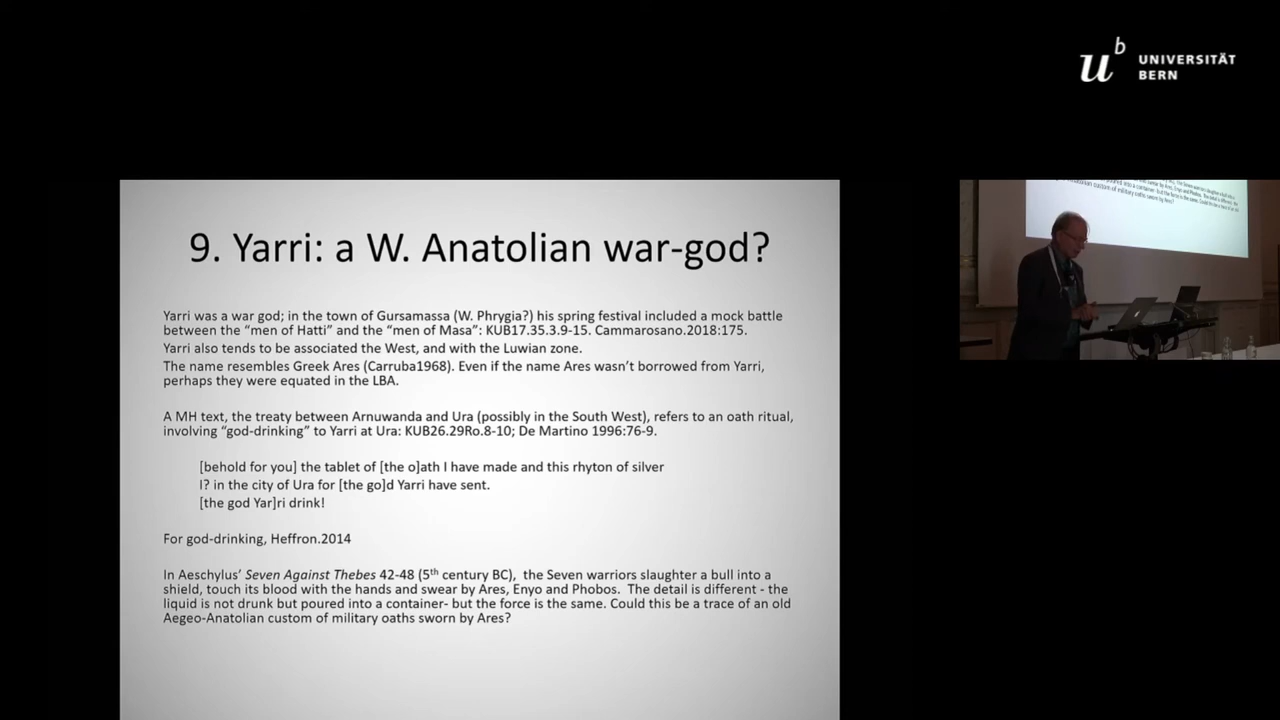 u^b UNIVERSITÄT
BERN
9. Yarri: a W. Anatolian war-god?
Yarri was a war god; in the town of Gursamassa (W. Phrygia?) his spring festival included a mock battle
between the “men of Hatti” and the “men of Masa”: KUB17.35.3.9-15. Cammarosano.2018:175.
Yarri also tends to be associated the West, and with the Luwian zone.
The name resembles Greek Ares (Carruba1968). Even if the name Ares wasn’t borrowed from Yarri,
perhaps they were equated in the LBA.
A MH text, the treaty between Arnuwanda and Ura (possibly in the South West), refers to an oath ritual,
involving “god-drinking” to Yarri at Ura: KUB26.29Ro.8-10; De Martino 1996:76-9.
[behold for you] the tablet of [the o]ath I have made and this rhyton of silver
I? in the city of Ura for [the go]d Yarri have sent.
[the god Yar]ri drink!
For god-drinking, Heffron.2014
In Aeschylus’ Seven Against Thebes 42-48 (5th century BC), the Seven warriors slaughter a bull into a
shield, touch its blood with the hands and swear by Ares, Enyo and Phobos. The detail is different - the
liquid is not drunk but poured into a container- but the force is the same. Could this be a trace of an old
Aegeo-Anatolian custom of military oaths sworn by Ares?